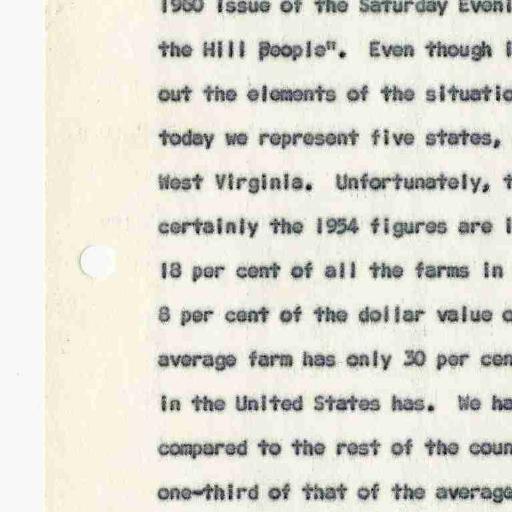 1960 issue of the Saturday Eveni
the Hill People". Even though i
out the elements of the situatio
today we represent five states,
West Virginia. Unfortunately, t
certainly the 1954 figures are i
18 per cent of all the farms in
8 per cent of the dollar value o
average farm has only 30 per cen
in the United States has. We ha
compared to the rest of the coun
one-third of that of the average